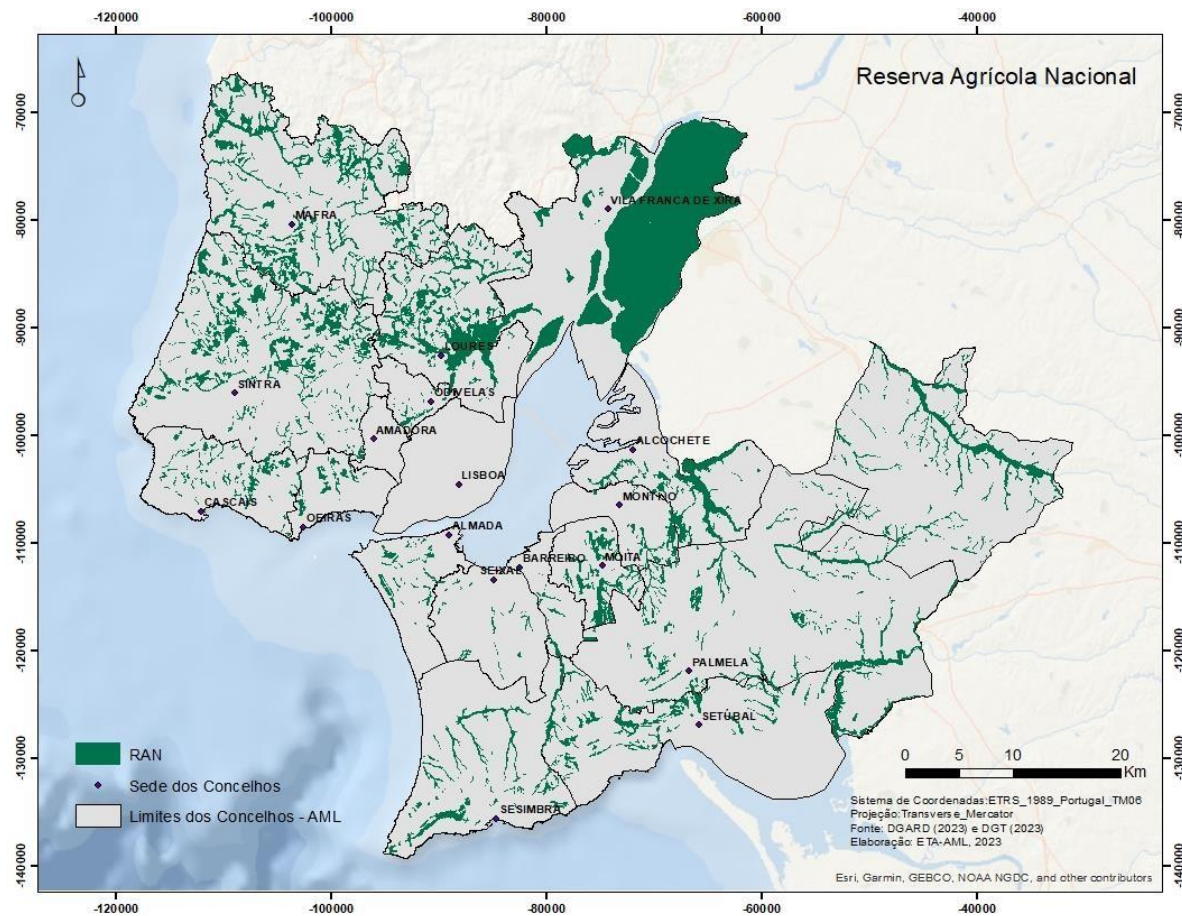 -120000 -100000 -80000 -60000 -40000
Reserva Agrícola Nacional
-70000 -70000
VILA FRANCA DE XIRA
-80000 -80000
MAFRA
-90000 -90000
LOURES
SINTRA
ODIVELAS
-100000 -100000
AMADORA
ALCOCHETE
LISBOA
MONTIJO
CASCAIS
OEIRAS
-110000 -110000
ALMADA
BARREIRO
MOITA
SEIXAL
-120000 -120000
PALMELA
SETÚBAL
RAN
-130000 -130000
0 5 10 20
Km
Sede dos Concelhos
Limites dos Concelhos - AML
SESIMBRA
Sistema de Coordenadas:ETRS_1989_Portugal_TM06
Projeção:Transverse_Mercator
Fonte: DGARD (2023) e DGT (2023)
Elaboração: ETA-AML, 2023
-140000 -140000
Esri, Garmin, GEBCO, NOAA NGDC, and other contributors
-120000 -100000 -80000 -60000 -40000